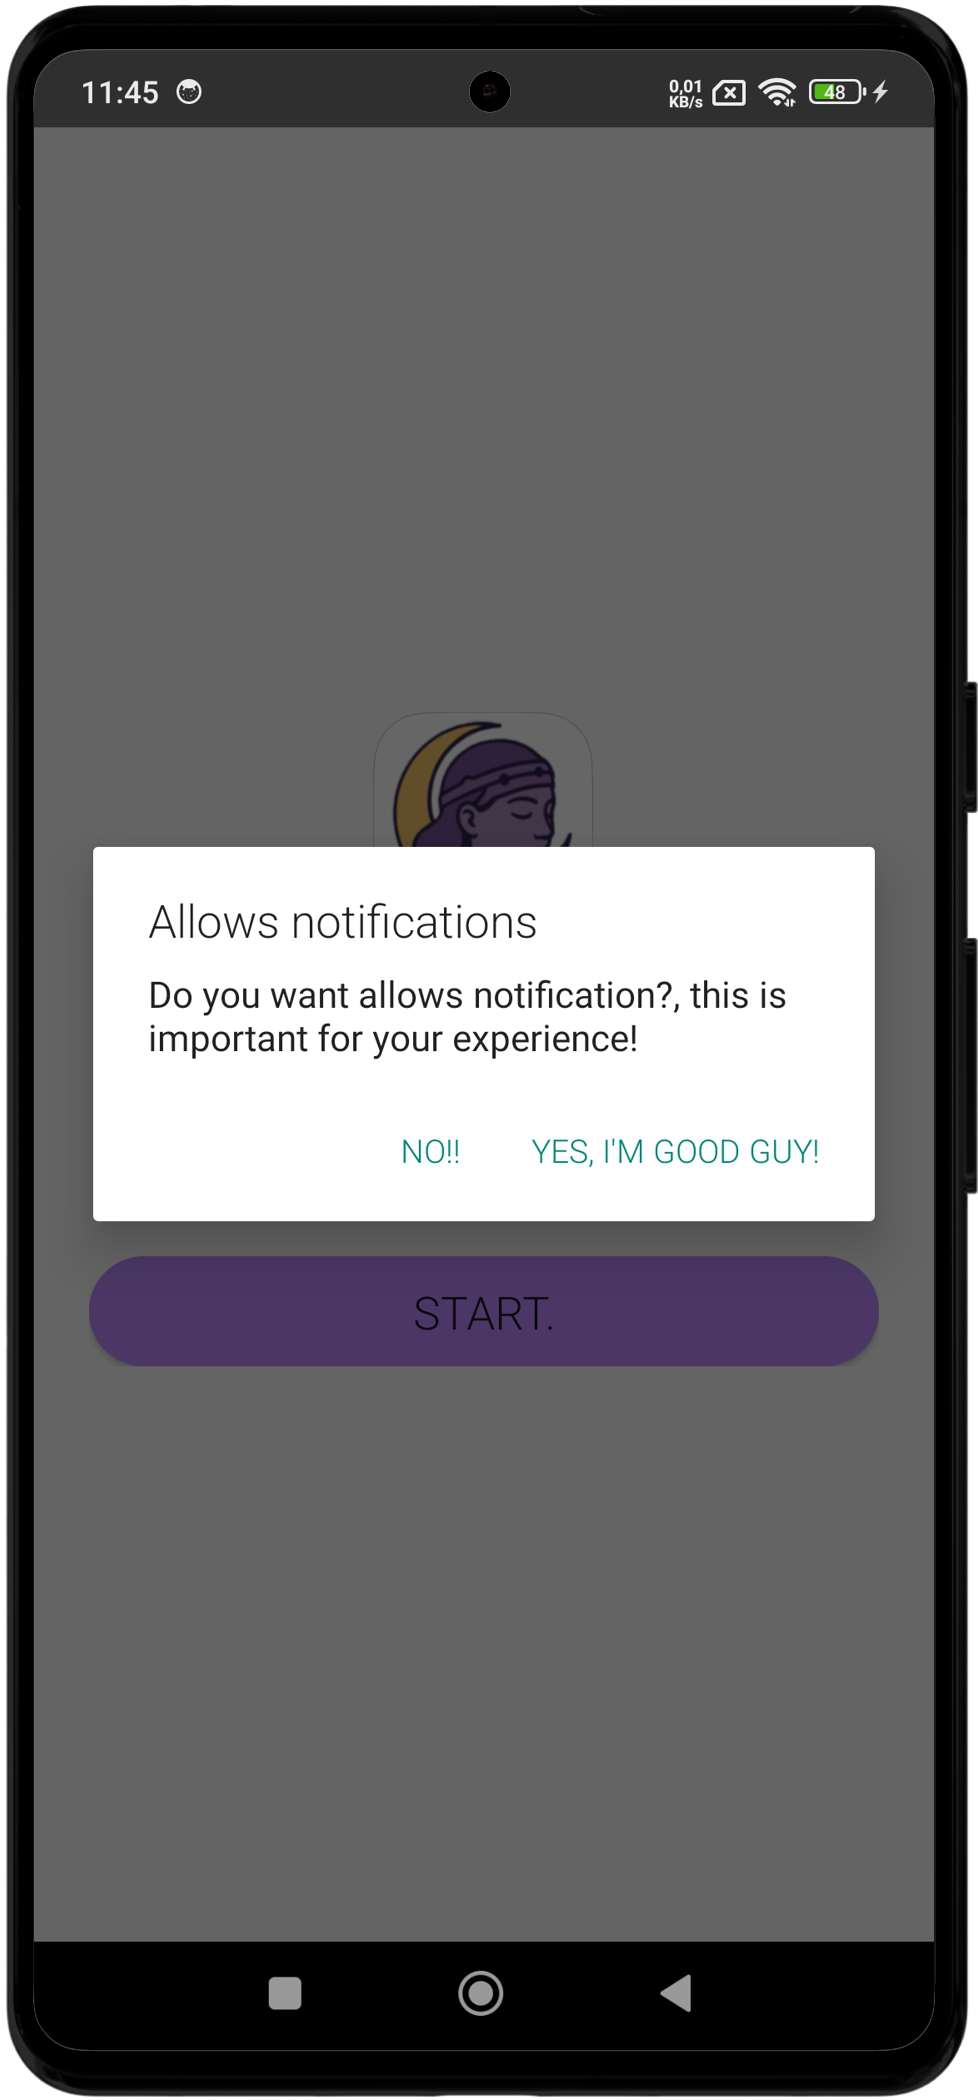 11:45
0,01
KB/s
48
Allows notifications
Do you want allows notification?, this is
important for your experience!
NO!! YES, I'M GOOD GUY!
START.